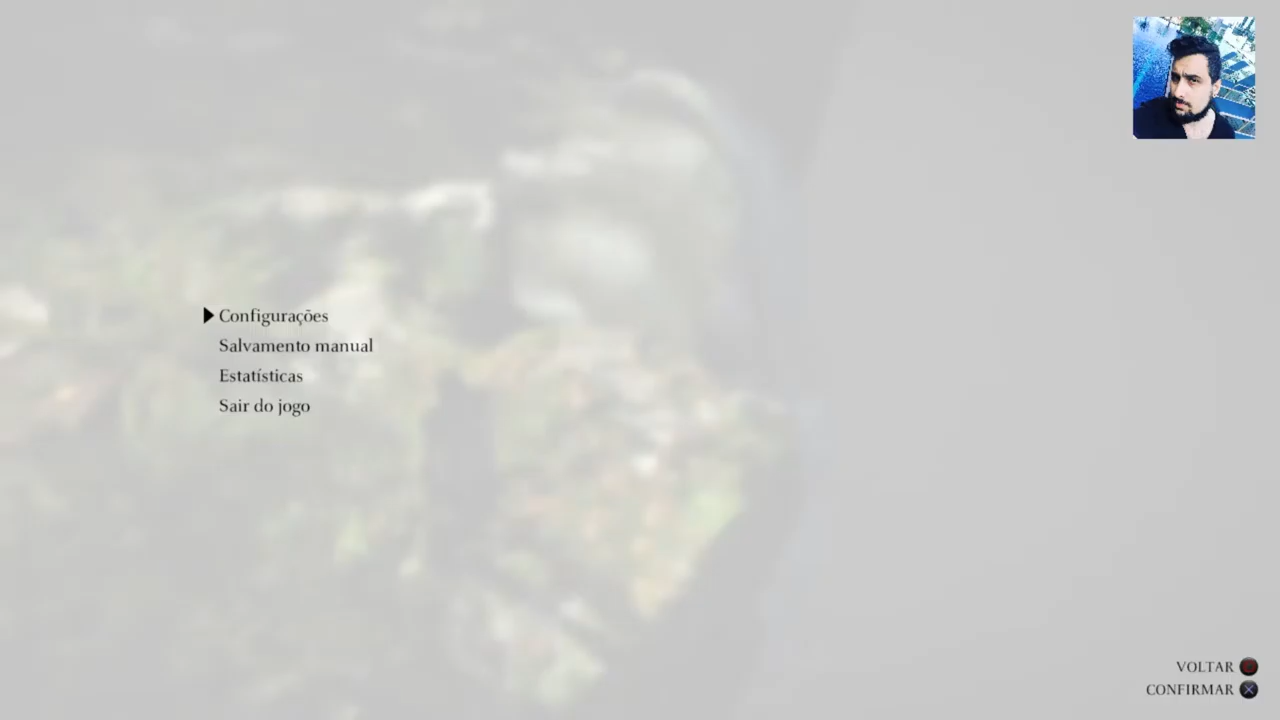 Configurações
Salvamento manual
Estatísticas
Sair do jogo
VOLTAR
CONFIRMAR